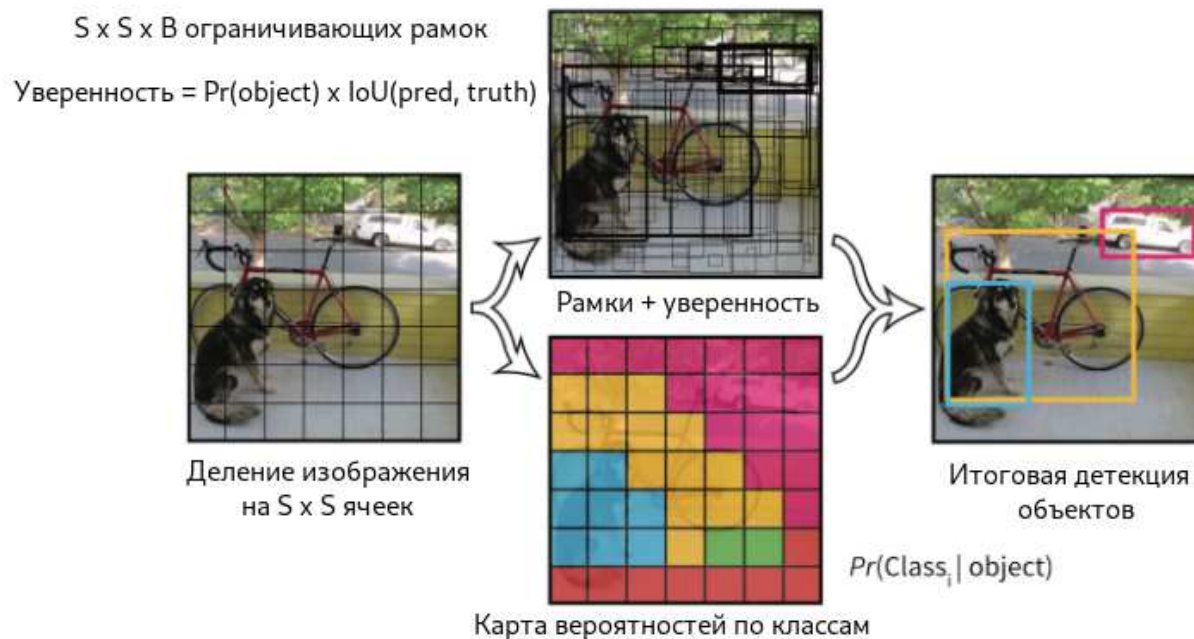 S x S x B ограничивающих рамок
Уверенность = Pr(object) x IoU(pred, truth)
Рамки + уверенность
Деление изображения
на S x S ячеек
Итоговая детекция
объектов
Pr(Class_i | object)
Карта вероятностей по классам